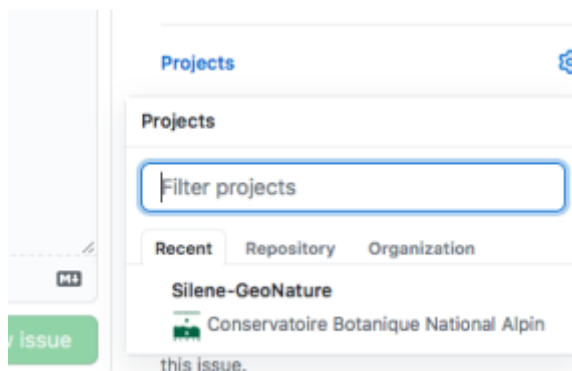 Projects
Projects
Filter projects
Recent Repository Organization
Silene-GeoNature
M
Conservatoire Botanique National Alpin
issue
this issue.